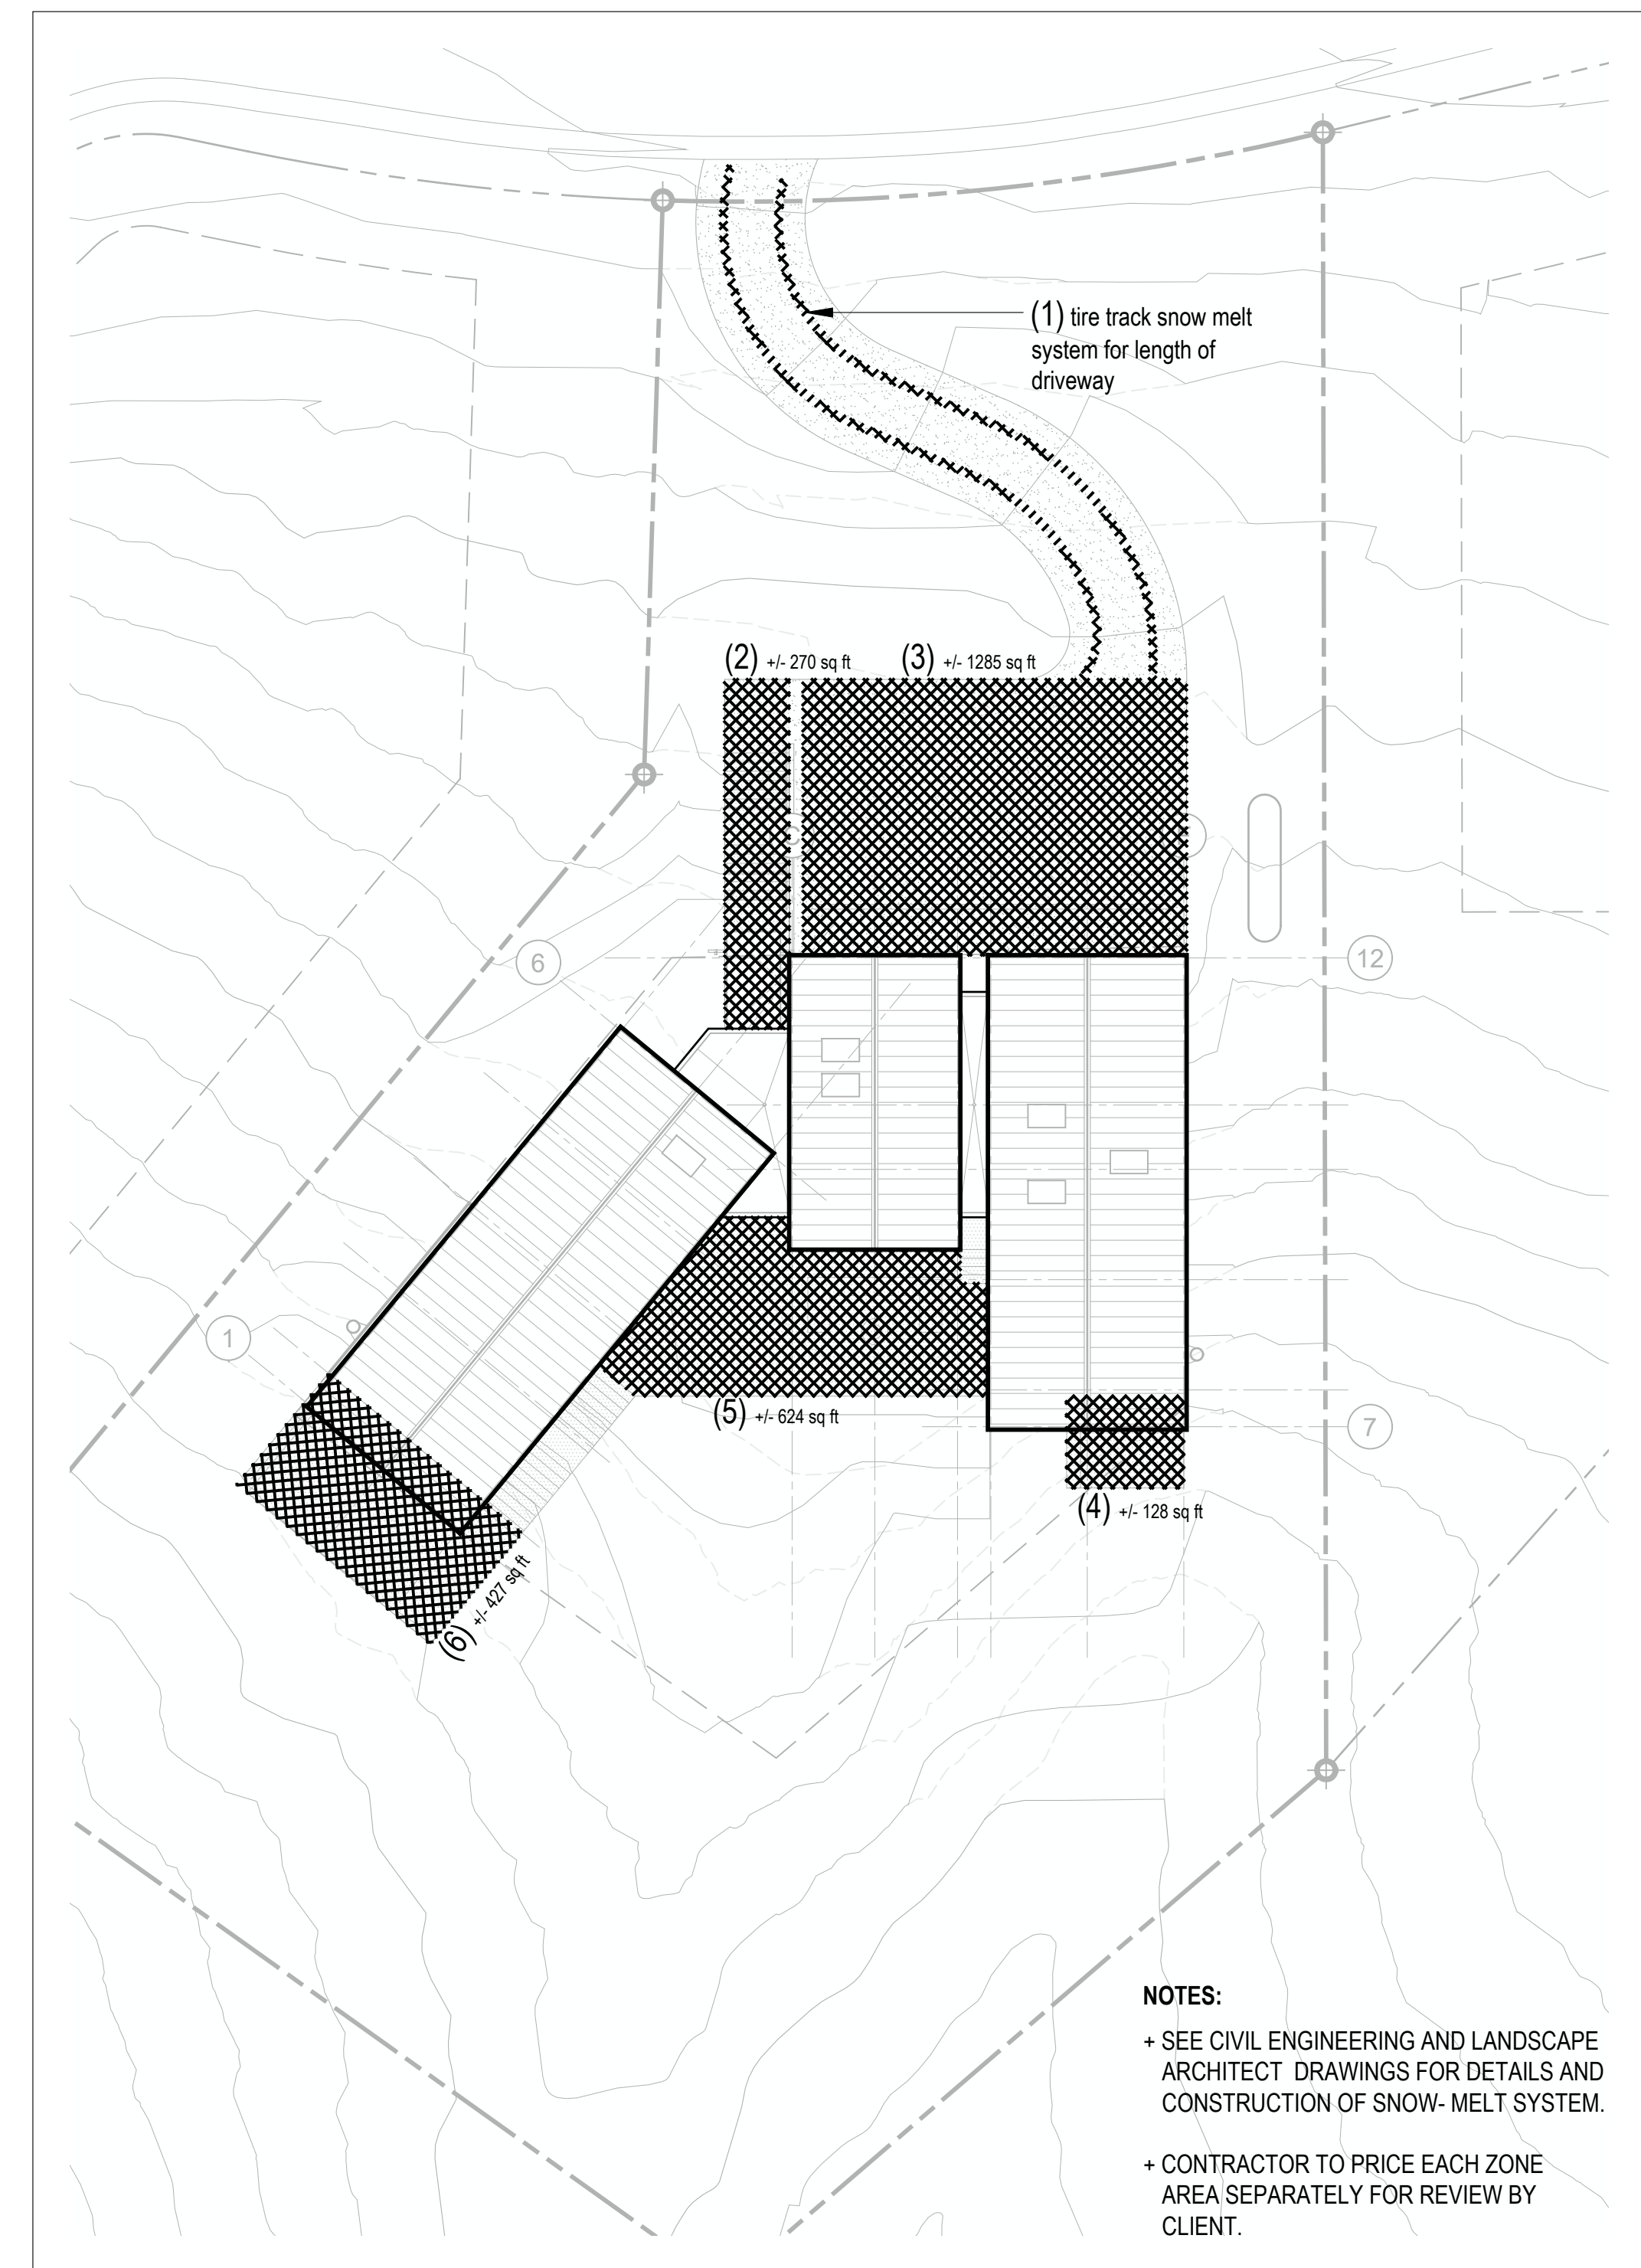 (1) tire track snow melt
system for length of
driveway
(2) +/- 270 sq ft
(3) +/- 1285 sq ft
6
12
1
7
(5) +/- 624 sq ft
(4) +/- 128 sq ft
(6) +/- 427 sq ft
NOTES:
+ SEE CIVIL ENGINEERING AND LANDSCAPE
ARCHITECT DRAWINGS FOR DETAILS AND
CONSTRUCTION OF SNOW- MELT SYSTEM.
+ CONTRACTOR TO PRICE EACH ZONE
AREA SEPARATELY FOR REVIEW BY
CLIENT.